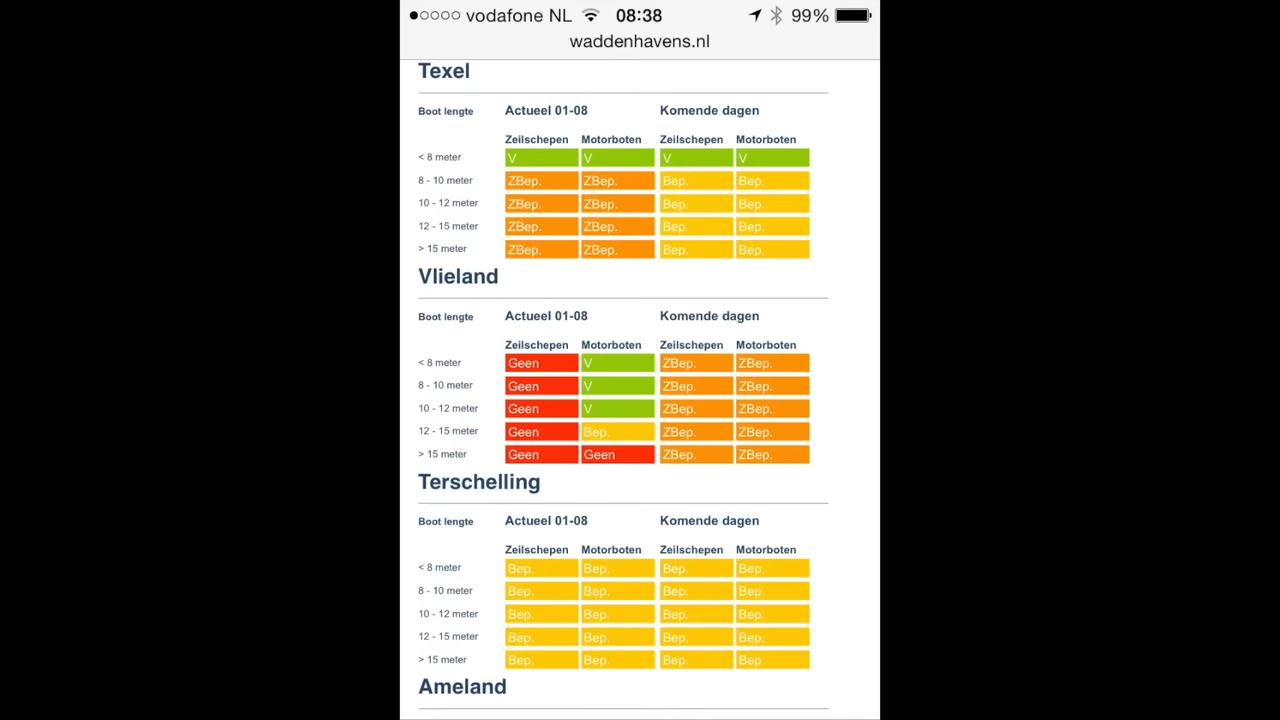 vodafone NL 08:38 99%
waddenhavens.nl
Texel
Boot lengte Actueel 01-08 Komende dagen
Zeilschepen Motorboten Zeilschepen Motorboten
< 8 meter V V V V
8 - 10 meter ZBep. ZBep. Bep. Bep.
10 - 12 meter ZBep. ZBep. Bep. Bep.
12 - 15 meter ZBep. ZBep. Bep. Bep.
> 15 meter ZBep. ZBep. Bep. Bep.
Vlieland
Boot lengte Actueel 01-08 Komende dagen
Zeilschepen Motorboten Zeilschepen Motorboten
< 8 meter Geen V ZBep. ZBep.
8 - 10 meter Geen V ZBep. ZBep.
10 - 12 meter Geen V ZBep. ZBep.
12 - 15 meter Geen Bep. ZBep. ZBep.
> 15 meter Geen Geen ZBep. ZBep.
Terschelling
Boot lengte Actueel 01-08 Komende dagen
Zeilschepen Motorboten Zeilschepen Motorboten
< 8 meter Bep. Bep. Bep. Bep.
8 - 10 meter Bep. Bep. Bep. Bep.
10 - 12 meter Bep. Bep. Bep. Bep.
12 - 15 meter Bep. Bep. Bep. Bep.
> 15 meter Bep. Bep. Bep. Bep.
Ameland